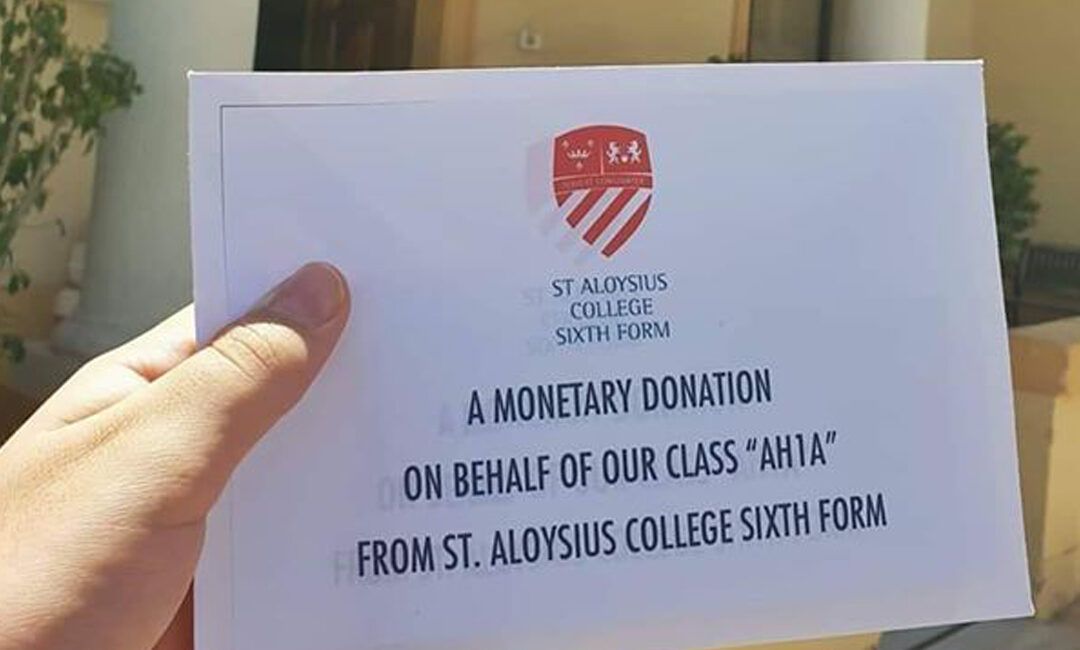 ST ALOYSIUS
COLLEGE
SIXTH FORM
A MONETARY DONATION
ON BEHALF OF OUR CLASS “AH1A”
FROM ST. ALOYSIUS COLLEGE SIXTH FORM